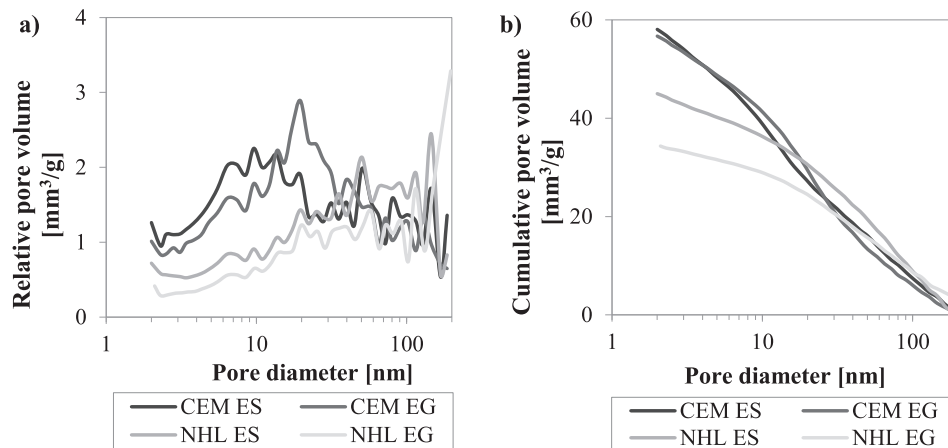 a)
Relative pore volume
[mm³/g]
4
3
2
1
0
1
10
100
Pore diameter [nm]
CEM ES
CEM EG
NHL ES
NHL EG
b)
Cumulative pore volume
[mm³/g]
60
40
20
0
1
10
100
Pore diameter [nm]
CEM ES
CEM EG
NHL ES
NHL EG